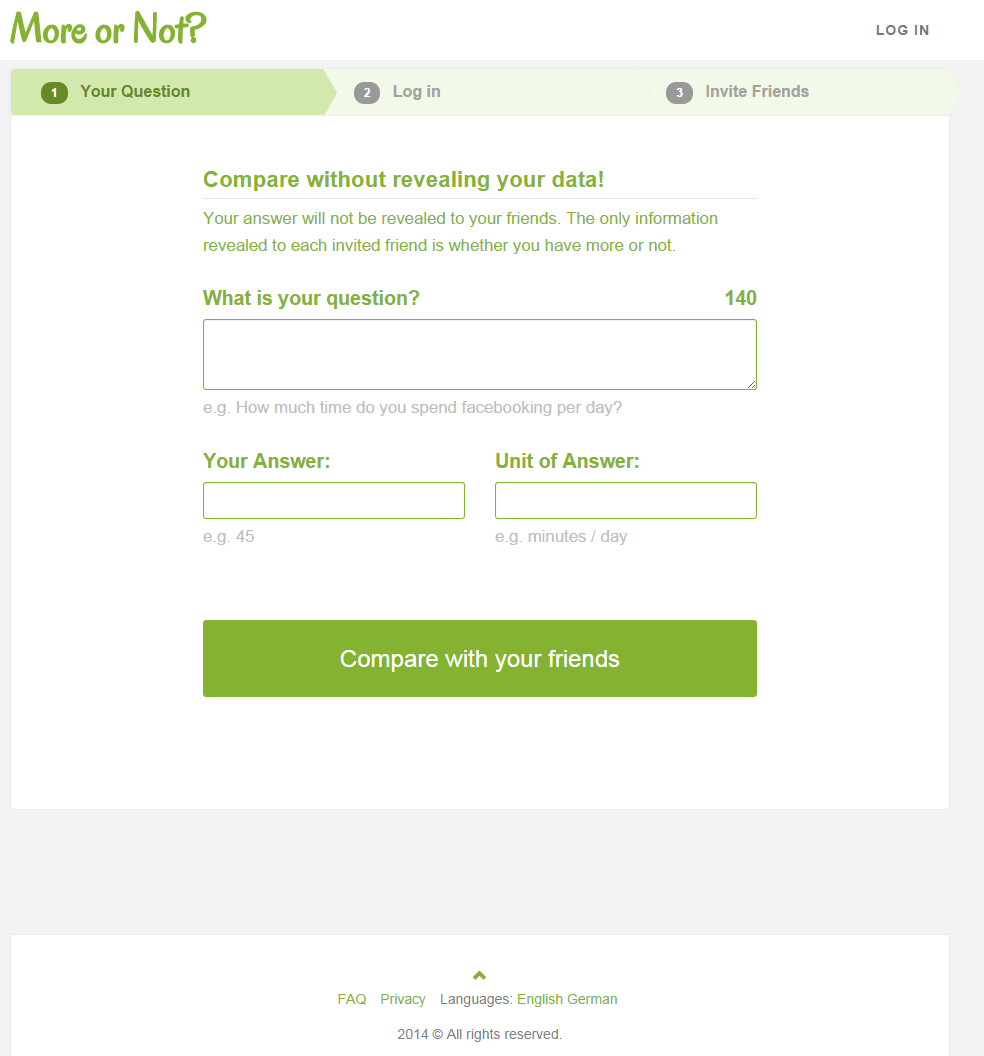 More or Not?
LOG IN
1 Your Question
2 Log in
3 Invite Friends
Compare without revealing your data!
Your answer will not be revealed to your friends. The only information
revealed to each invited friend is whether you have more or not.
What is your question? 140
e.g. How much time do you spend facebooking per day?
Your Answer: Unit of Answer:
e.g. 45 e.g. minutes / day
Compare with your friends
FAQ Privacy Languages: English German
2014 © All rights reserved.